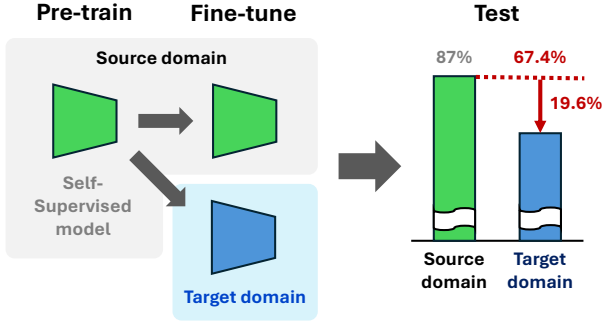 Pre-train
Fine-tune
Test
Source domain
Self-
Supervised
model
Target domain
87%
67.4%
19.6%
Source
domain
Target
domain